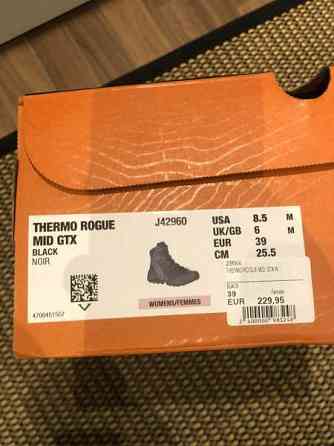 THERMO ROGUE
MID GTX
BLACK
NOIR
J42960
USA 8.5 M
UK/GB 6 M
EUR 39
CM 25.5
WOMENS/FEMMES
39
EUR 229,95